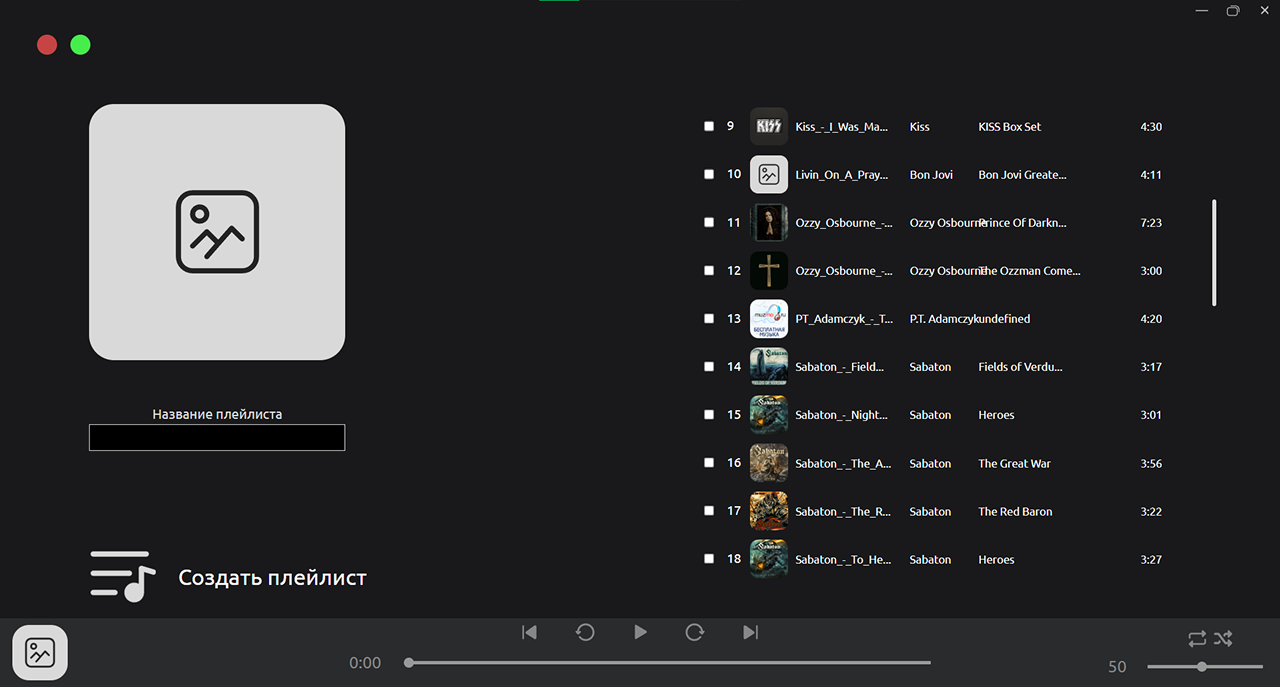 9 KISS Kiss_-_I_Was_Ma... Kiss KISS Box Set 4:30
10 Livin_On_A_Pray... Bon Jovi Bon Jovi Greate... 4:11
11 Ozzy_Osbourne_-... Ozzy Osbourne Prince Of Darkn... 7:23
12 Ozzy_Osbourne_-... Ozzy Osbourne The Ozzman Come... 3:00
13 PT_Adamczyk_-_T... P.T. Adamczyk undefined 4:20
БЕСПЛАТНАЯ
МУЗЫКА
14 Sabaton Sabaton_-_Field... Sabaton Fields of Verdu... 3:17
15 Sabaton Sabaton_-_Night... Sabaton Heroes 3:01
Название плейлиста
16 Sabaton Sabaton_-_The_A... Sabaton The Great War 3:56
17 Sabaton_-_The_R... Sabaton The Red Baron 3:22
18 Sabaton Sabaton_-_To_He... Sabaton Heroes 3:27
Создать плейлист
0:00
50